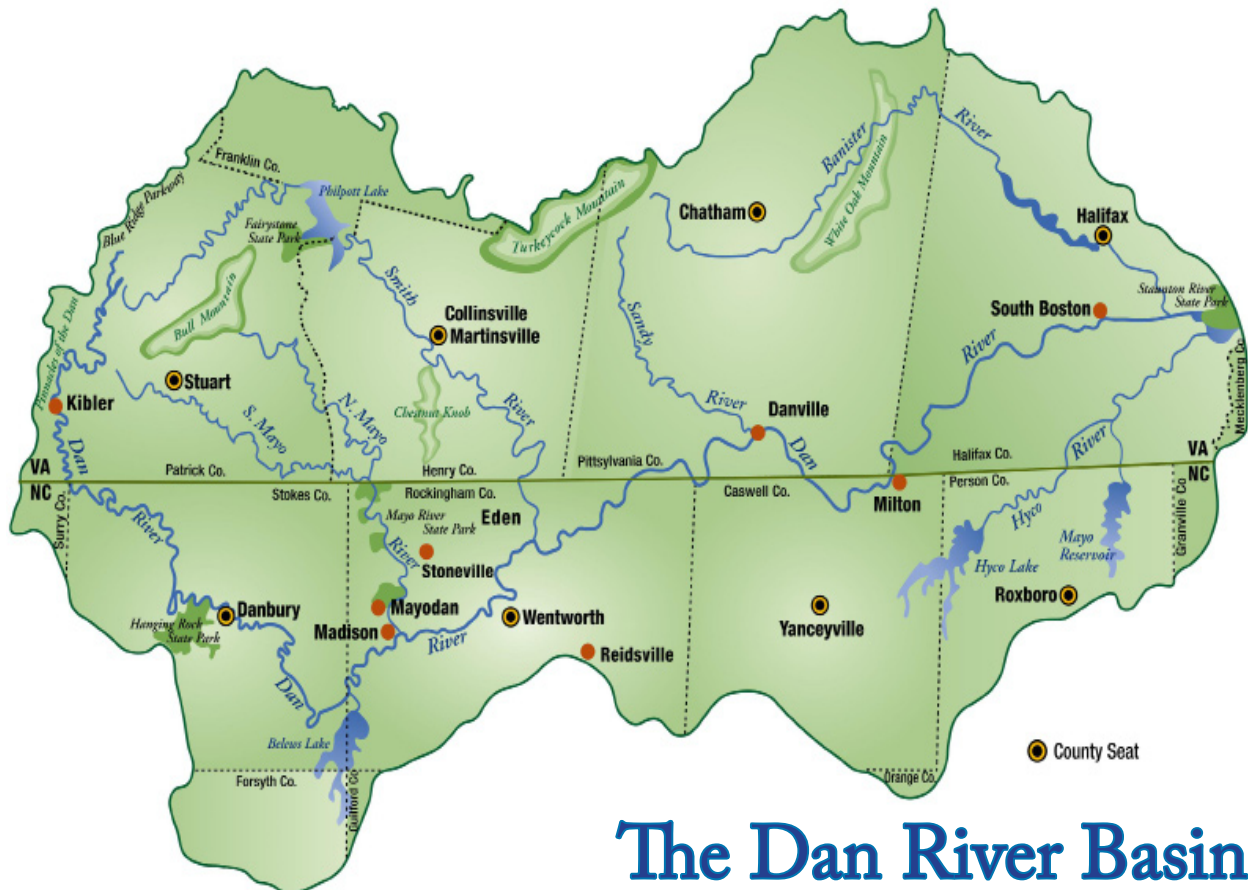 Franklin Co.
Blue Ridge Parkway
Philpott Lake
Fairystone
State Park
Turkeycock Mountain
Chatham
Banister
River
White Oak Mountain
Halifax
Staunton River
State Park
South Boston
River
Mecklenberg Co.
Pinnacles of the Dan
Bull Mountain
Smith
Collinsville
Martinsville
Sandy
Stuart
Kibler
S. Mayo
N. Mayo
Chestnut Knob
River
River
Danville
Dan
Dan
River
VA
NC
Patrick Co.
Henry Co.
Pittsylvania Co.
Halifax Co.
VA
NC
Surry Co.
Stokes Co.
Rockingham Co.
Caswell Co.
Person Co.
Granville Co
River
Mayo River
State Park
Eden
River
Stoneville
Milton
Hyco
Hyco Lake
Mayo
Reservoir
Roxboro
Hanging Rock
State Park
Danbury
Mayodan
Madison
River
Wentworth
Reidsville
Yanceyville
Dan
Belews Lake
Forsyth Co.
Guilford Co
Orange Co.
County Seat
The Dan River Basin